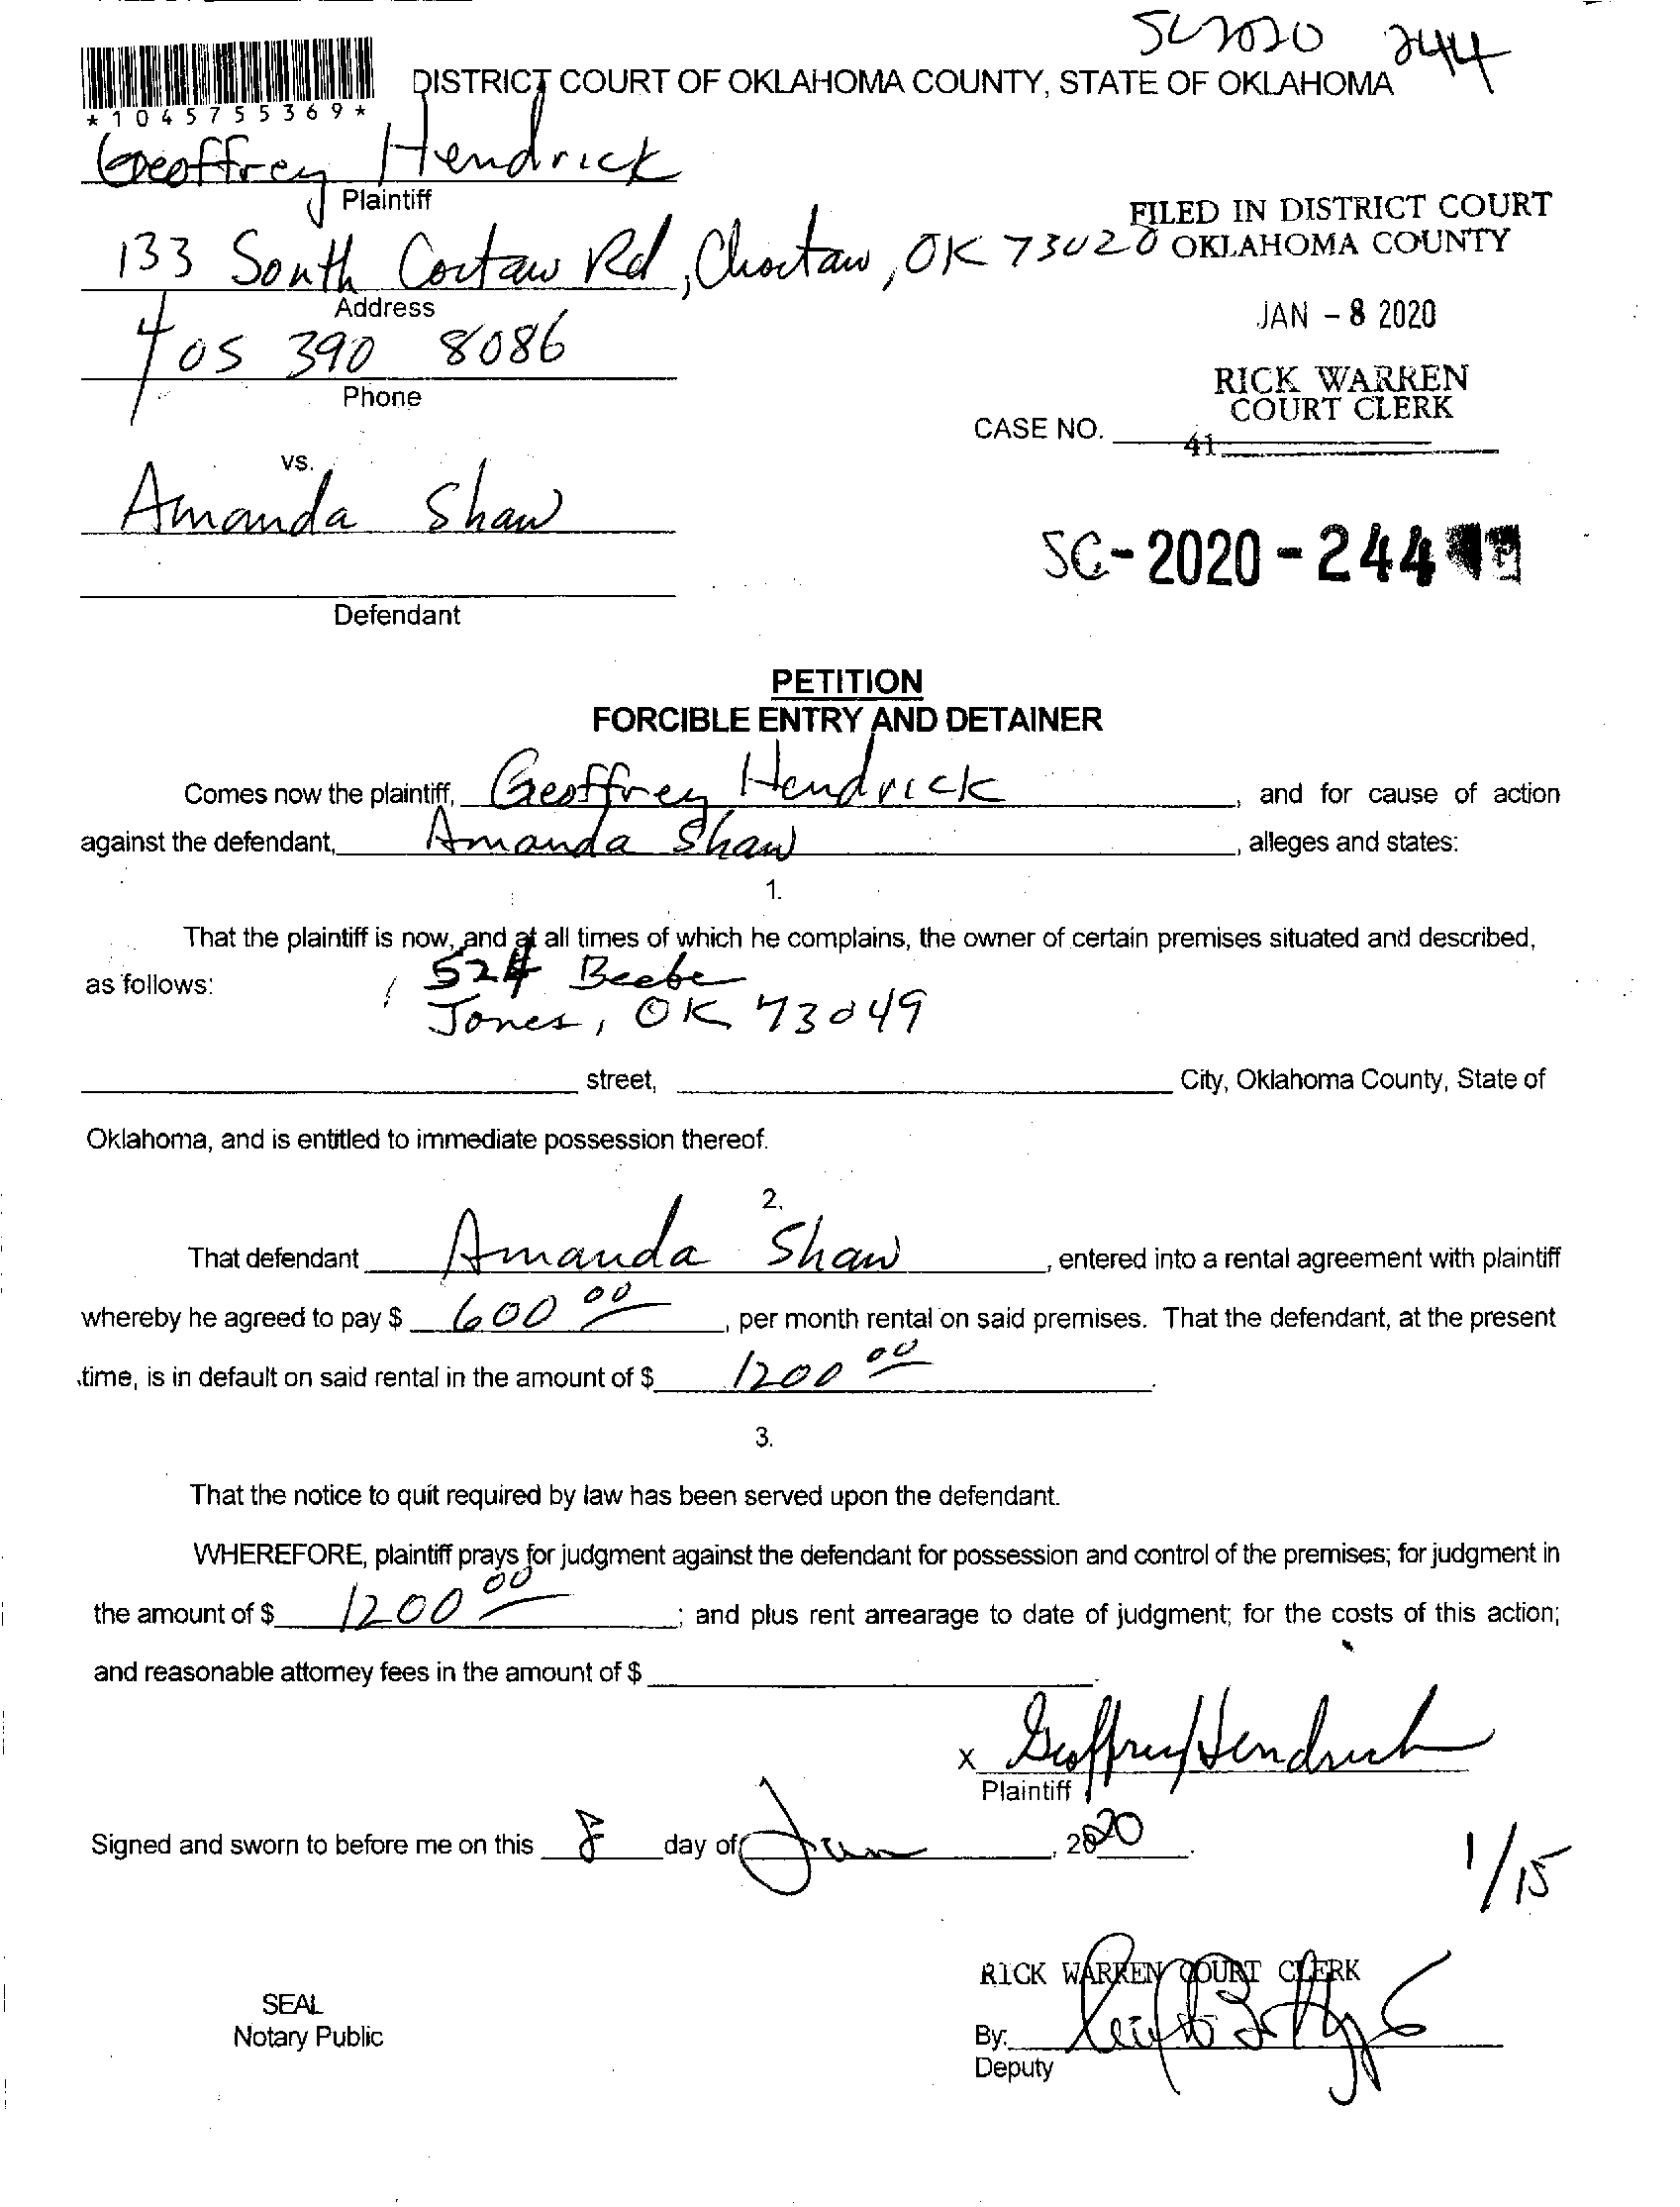 SC2020 244
*1045755369*
DISTRICT COURT OF OKLAHOMA COUNTY, STATE OF OKLAHOMA
Geoffrey Hendrick
Plaintiff
133 South Coctaw Rd, Choctaw, OK 73020
Address
405 390 8086
Phone
FILED IN DISTRICT COURT
OKLAHOMA COUNTY
JAN - 8 2020
RICK WARREN
COURT CLERK
CASE NO.
41
vs.
Amanda Shaw
Defendant
SC-2020-244
PETITION
FORCIBLE ENTRY AND DETAINER
Comes now the plaintiff, Geoffrey Hendrick, and for cause of action
against the defendant, Amanda Shaw, alleges and states:
1.
That the plaintiff is now, and at all times of which he complains, the owner of certain premises situated and described,
as follows: 524 Beebe
Jones, OK 73049
street, City, Oklahoma County, State of
Oklahoma, and is entitled to immediate possession thereof.
2.
That defendant Amanda Shaw, entered into a rental agreement with plaintiff
whereby he agreed to pay $ 600 00, per month rental on said premises. That the defendant, at the present
time, is in default on said rental in the amount of $ 1200 00.
3.
That the notice to quit required by law has been served upon the defendant.
WHEREFORE, plaintiff prays for judgment against the defendant for possession and control of the premises; for judgment in
the amount of $ 1200 00; and plus rent arrearage to date of judgment; for the costs of this action;
and reasonable attorney fees in the amount of $ .
x Geoffrey Hendrick
Plaintiff
Signed and sworn to before me on this 8 day of Jan, 2020.
1/15
RICK WARREN COURT CLERK
SEAL
Notary Public
By:
Deputy